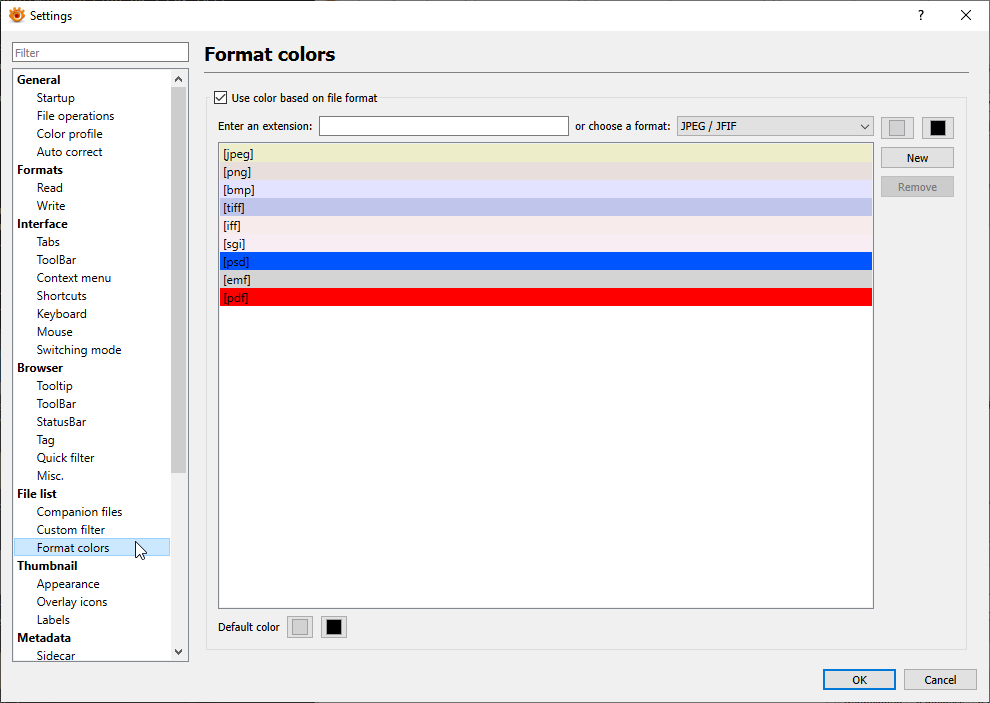 Settings
?
Filter
General
Startup
File operations
Color profile
Auto correct
Formats
Read
Write
Interface
Tabs
ToolBar
Context menu
Shortcuts
Keyboard
Mouse
Switching mode
Browser
Tooltip
ToolBar
StatusBar
Tag
Quick filter
Misc.
File list
Companion files
Custom filter
Format colors
Thumbnail
Appearance
Overlay icons
Labels
Metadata
Sidecar
Format colors
Use color based on file format
Enter an extension: or choose a format: JPEG / JFIF
New
Remove
[jpeg]
[png]
[bmp]
[tiff]
[iff]
[sgi]
[psd]
[emf]
[pdf]
Default color
OK Cancel